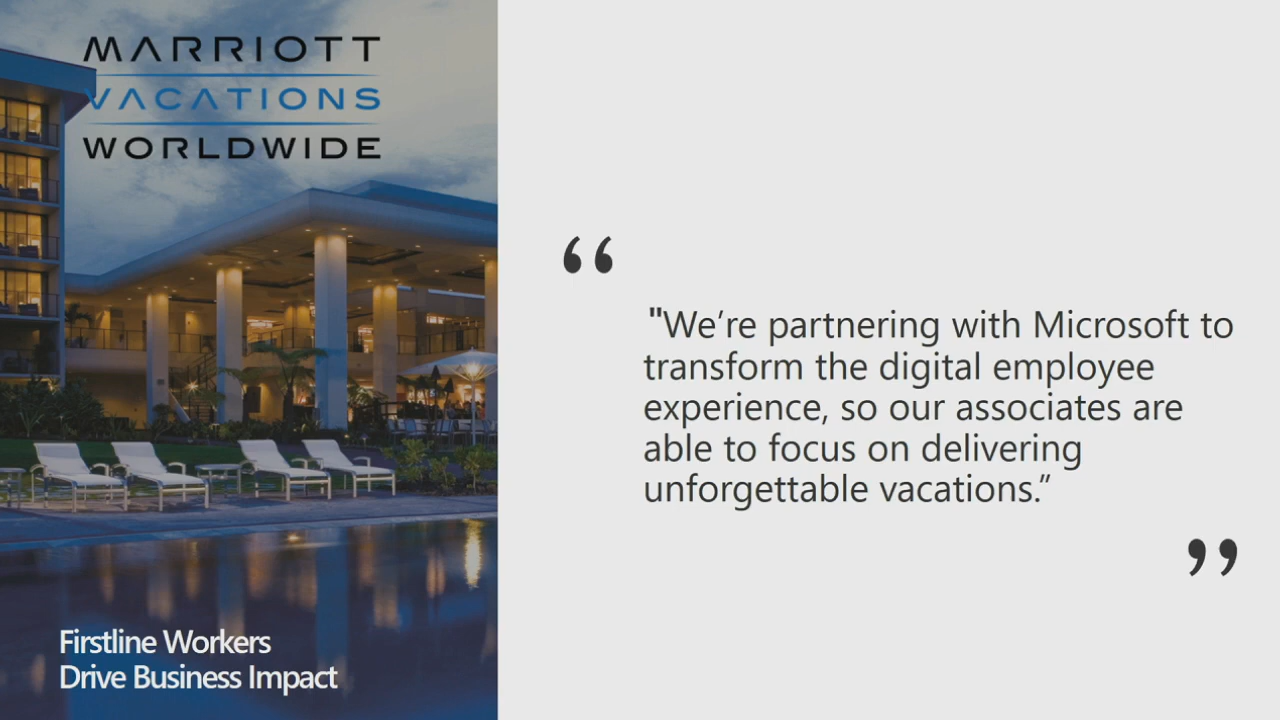 MARRIOTT
VACATIONS
WORLDWIDE
Firstline Workers
Drive Business Impact
“
"We’re partnering with Microsoft to
transform the digital employee
experience, so our associates are
able to focus on delivering
unforgettable vacations.”
”